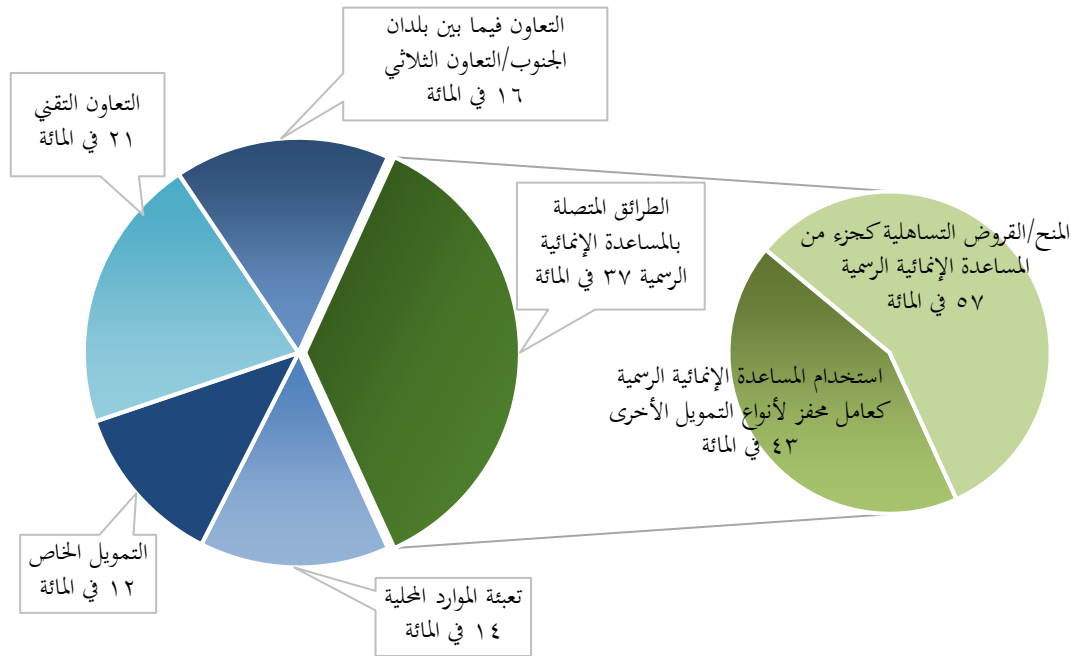 التعاون فيما بين بلدان
الجنوب/التعاون الثلاثي
١٦ في المائة
التعاون التقني
٢١ في المائة
الطرائق المتصلة
بالمساعدة الإنمائية
الرسمية ٣٧ في المائة
المنح/القروض التساهلية كجزء من
المساعدة الإنمائية الرسمية
٥٧ في المائة
استخدام المساعدة الإنمائية الرسمية
كعامل محفز لأنواع التمويل الأخرى
٤٣ في المائة
التمويل الخاص
١٢ في المائة
تعبئة الموارد المحلية
١٤ في المائة